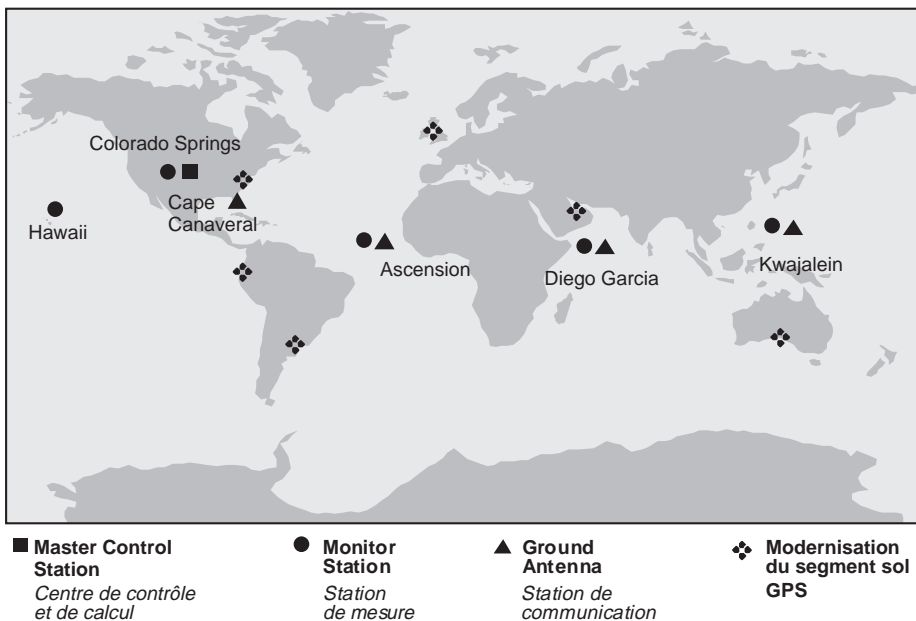 Colorado Springs
Cape
Canaveral
Hawaii
Ascension
Diego Garcia
Kwajalein
Master Control
Station
Centre de contrôle
et de calcul
Monitor
Station
Station
de mesure
Ground
Antenna
Station de
communication
Modernisation
du segment sol
GPS